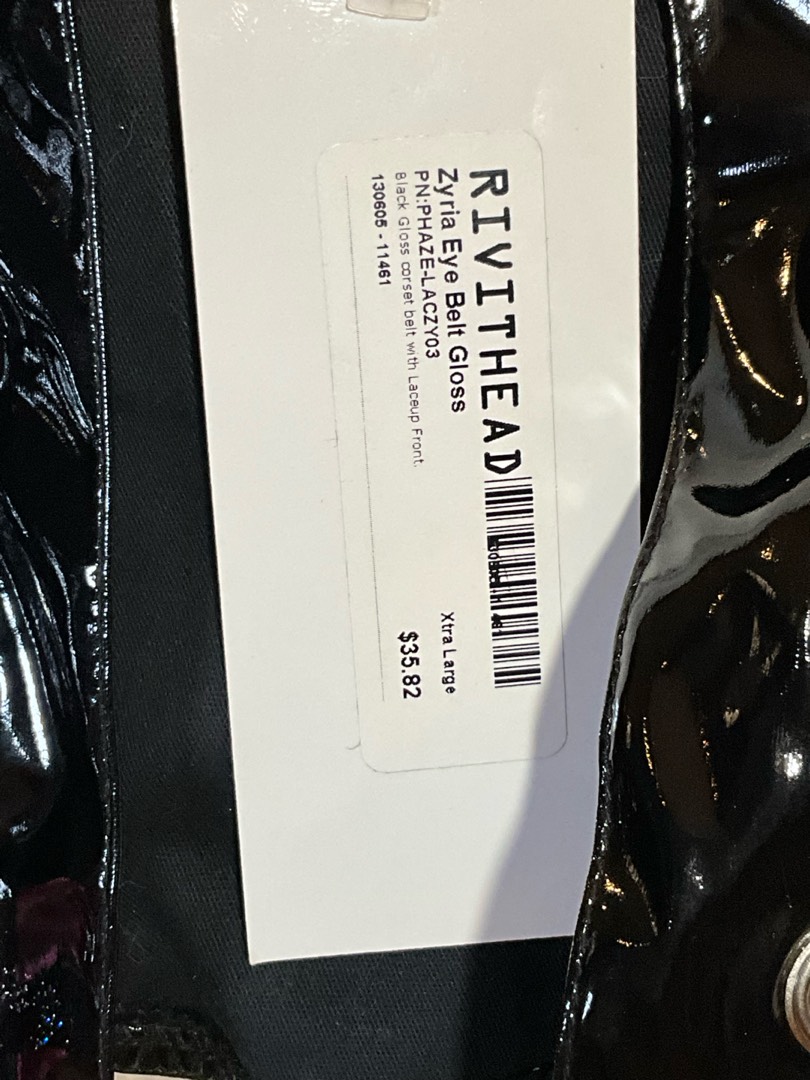 RIVITHEAD
Zyria Eye Belt Gloss
PN:PHAZE-LACZY03
Xtra Large
Black Gloss corset belt with Laceup Front.
$35.82
130605 - 11461